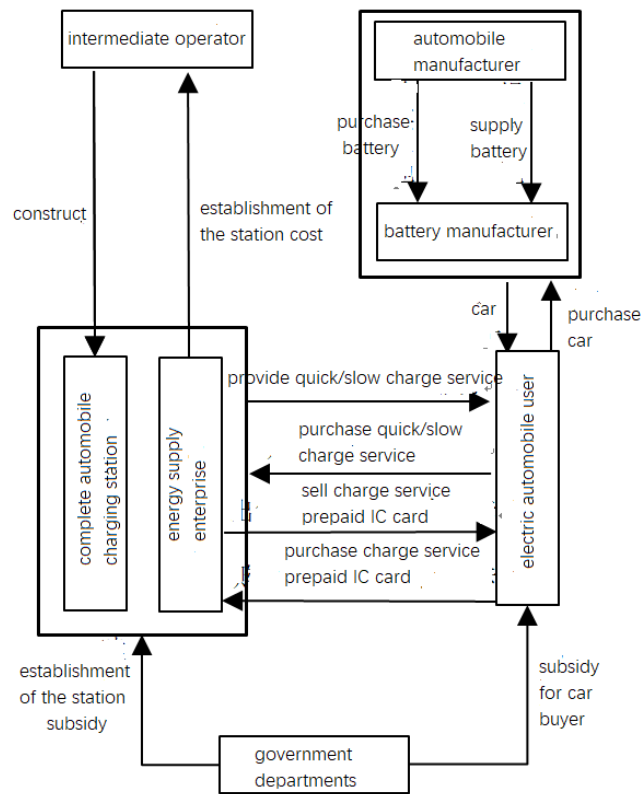 intermediate operator
automobile
manufacturer
purchase
battery
supply
battery
construct
establishment of
the station cost
battery manufacturer
car
purchase
car
complete automobile
charging station
energy supply
enterprise
provide quick/slow charge service
purchase quick/slow
charge service
sell charge service
prepaid IC card
purchase charge service
prepaid IC card
electric automobile user
establishment
of the station
subsidy
subsidy
for car
buyer
government
departments